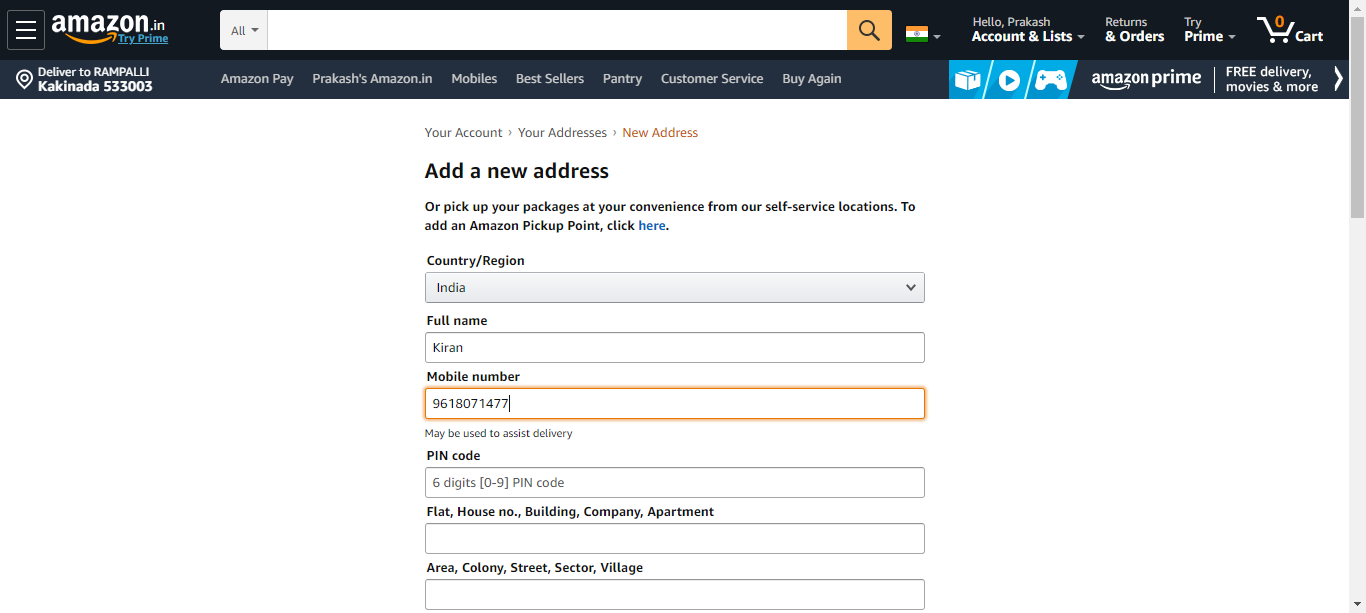 amazon.in
Try Prime
All
Hello, Prakash
Account & Lists
Returns
& Orders
Try
Prime
0
Cart
Deliver to RAMPALLI
Kakinada 533003
Amazon Pay
Prakash's Amazon.in
Mobiles
Best Sellers
Pantry
Customer Service
Buy Again
amazon prime
FREE delivery,
movies & more
Your Account › Your Addresses › New Address
Add a new address
Or pick up your packages at your convenience from our self-service locations. To
add an Amazon Pickup Point, click here.
Country/Region
India
Full name
Kiran
Mobile number
9618071477
May be used to assist delivery
PIN code
6 digits [0-9] PIN code
Flat, House no., Building, Company, Apartment
Area, Colony, Street, Sector, Village